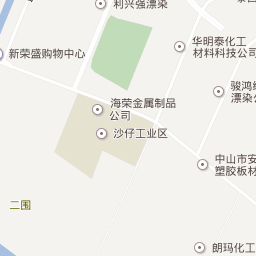 利兴强漂染
新荣盛购物中心
华明泰化工
材料科技公司
骏鸿纺
漂染公
海荣金属制品
公司
沙仔工业区
中山市安
塑胶板材
二围
朗玛化工